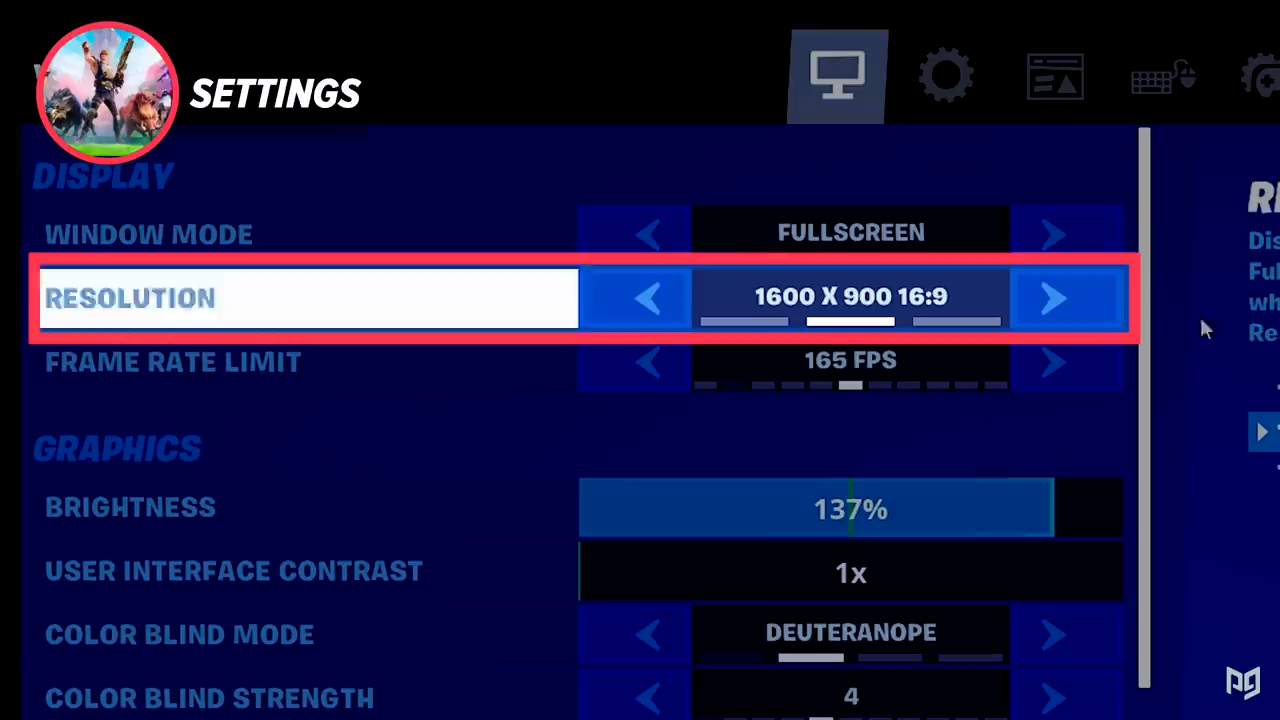 SETTINGS
DISPLAY
WINDOW MODE
FULLSCREEN
RESOLUTION
1600 X 900 16:9
FRAME RATE LIMIT
165 FPS
GRAPHICS
BRIGHTNESS
137%
USER INTERFACE CONTRAST
1x
COLOR BLIND MODE
DEUTERANOPE
COLOR BLIND STRENGTH
4